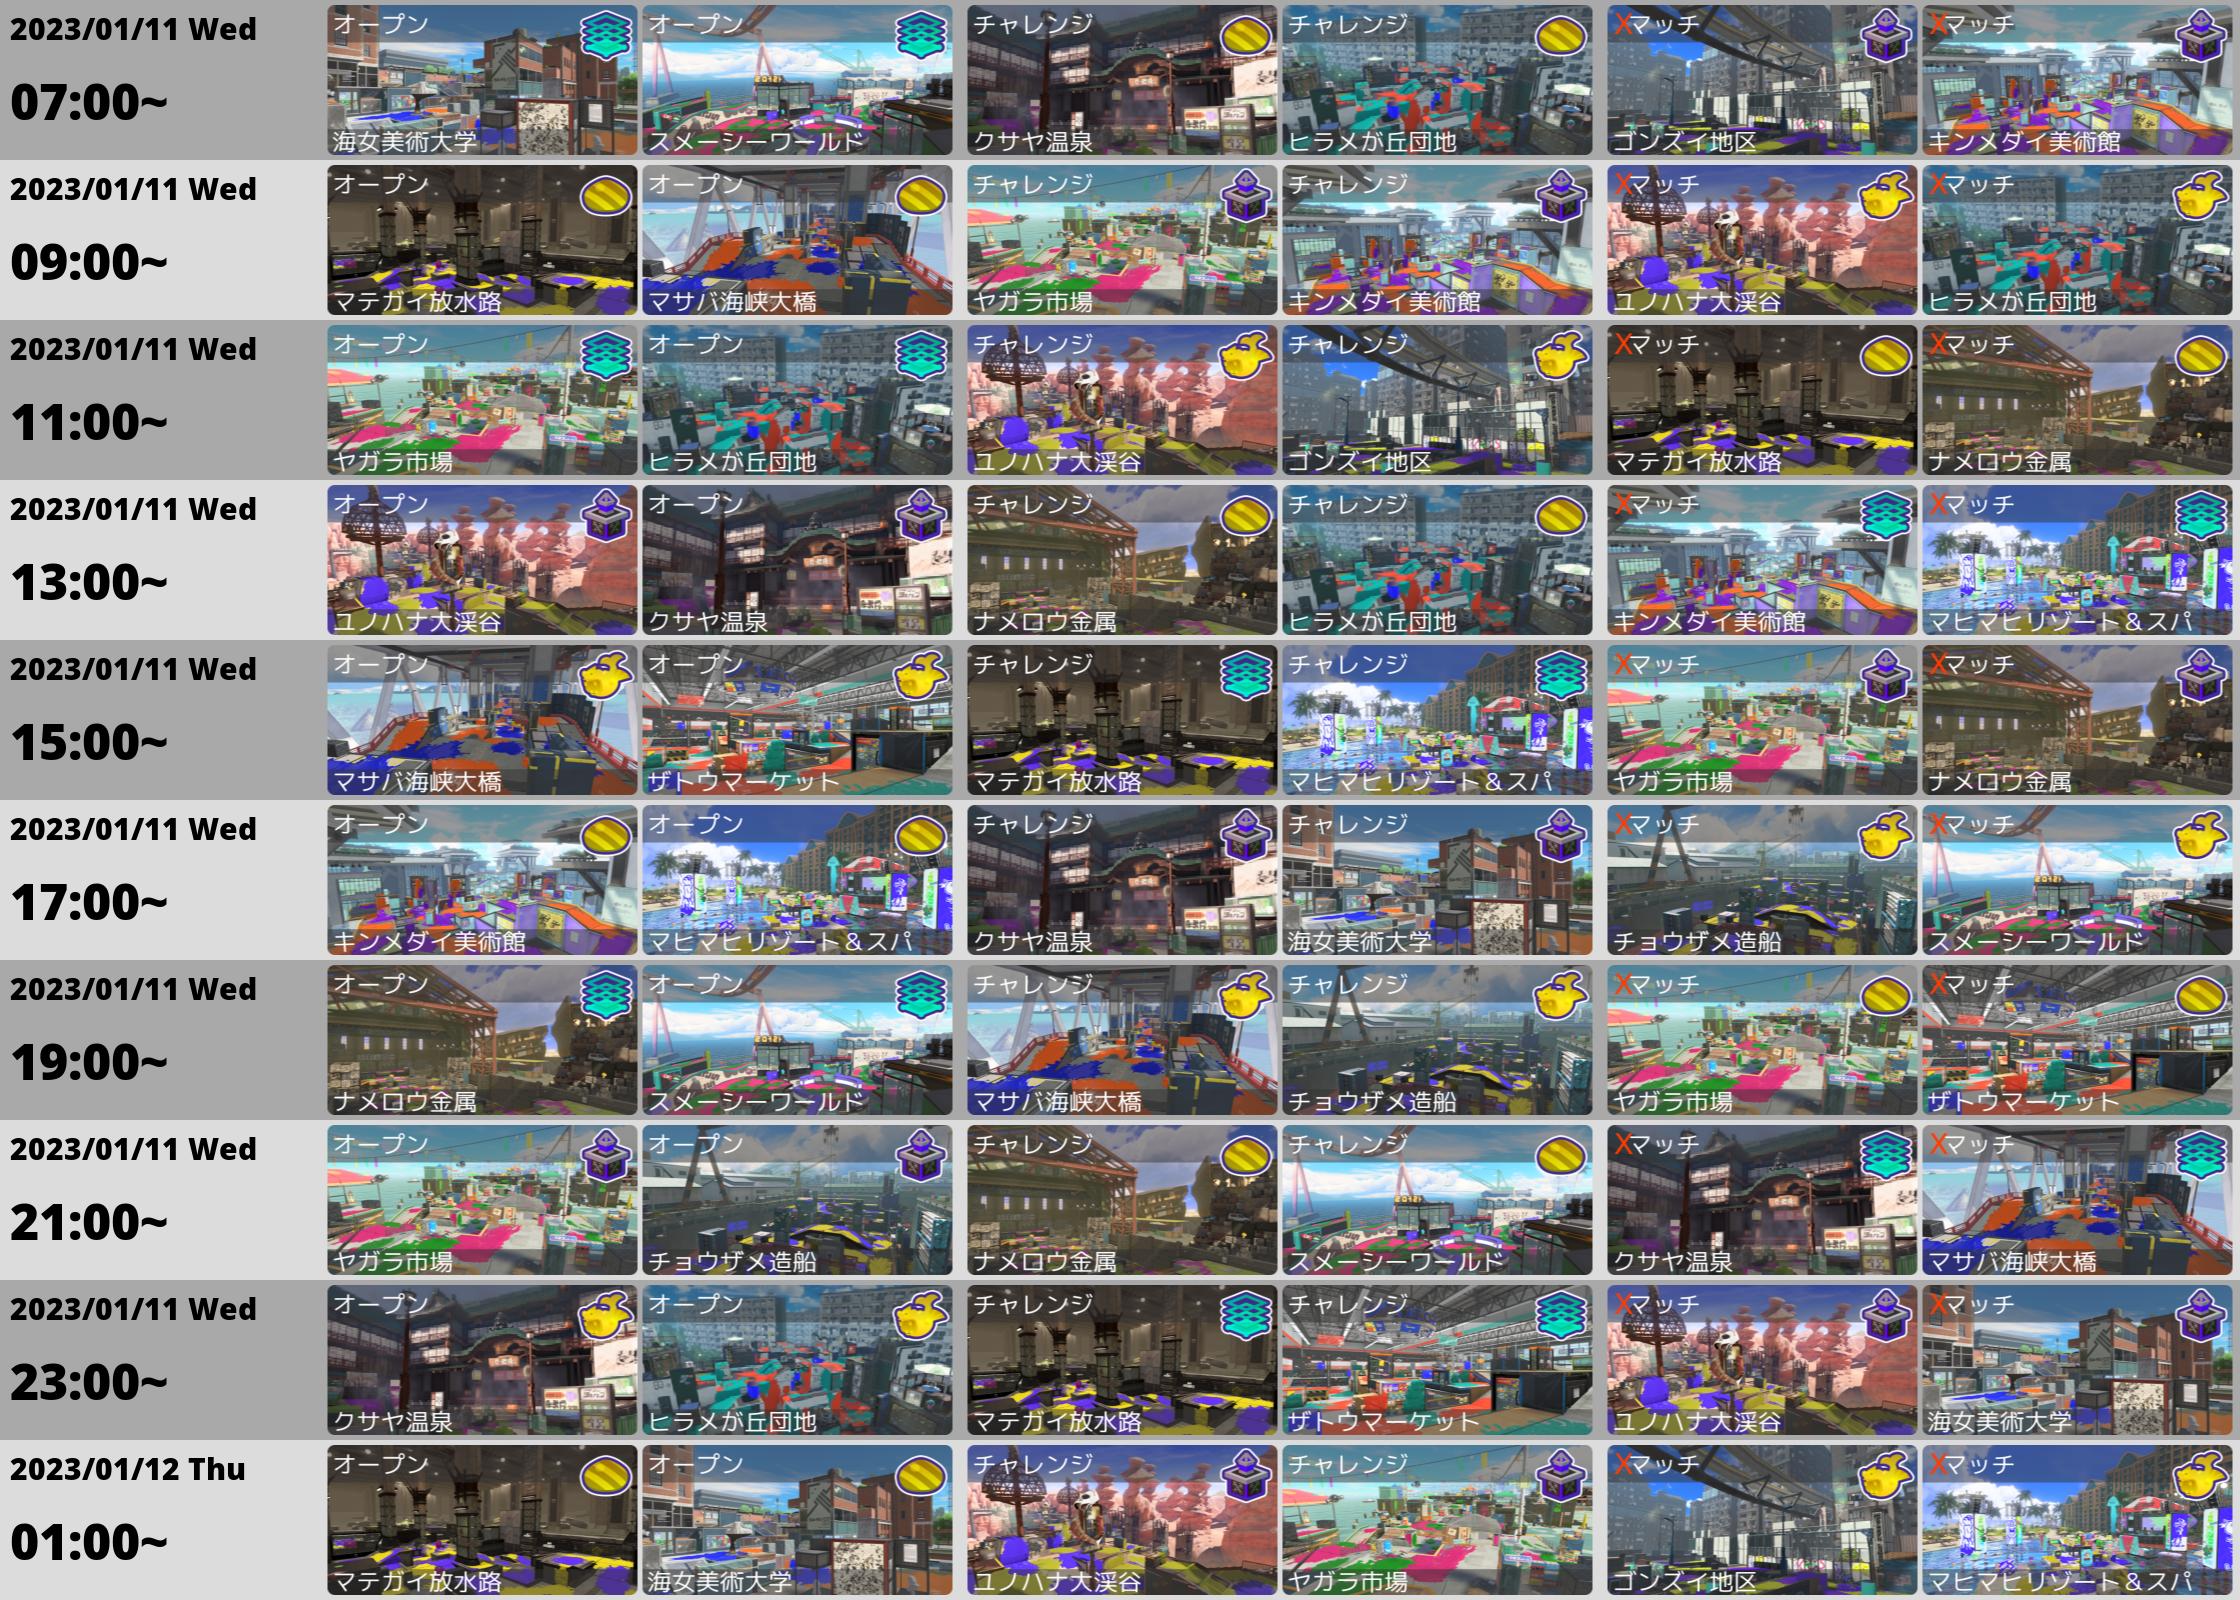 2023/01/11 Wed
07:00~
オープン
海女美術大学
オープン
スメーシーワールド
チャレンジ
クサヤ温泉
チャレンジ
ヒラメが丘団地
Xマッチ
ゴンズイ地区
Xマッチ
キンメダイ美術館
2023/01/11 Wed
09:00~
オープン
マテガイ放水路
オープン
マサバ海峡大橋
チャレンジ
ヤガラ市場
チャレンジ
キンメダイ美術館
Xマッチ
ユノハナ大渓谷
Xマッチ
ヒラメが丘団地
2023/01/11 Wed
11:00~
オープン
ヤガラ市場
オープン
ヒラメが丘団地
チャレンジ
ユノハナ大渓谷
チャレンジ
ゴンズイ地区
Xマッチ
マテガイ放水路
Xマッチ
ナメロウ金属
2023/01/11 Wed
13:00~
オープン
ユノハナ大渓谷
オープン
クサヤ温泉
チャレンジ
ナメロウ金属
チャレンジ
ヒラメが丘団地
Xマッチ
キンメダイ美術館
Xマッチ
マヒマヒリゾート＆スパ
2023/01/11 Wed
15:00~
オープン
マサバ海峡大橋
オープン
ザトウマーケット
チャレンジ
マテガイ放水路
チャレンジ
マヒマヒリゾート＆スパ
Xマッチ
ヤガラ市場
Xマッチ
ナメロウ金属
2023/01/11 Wed
17:00~
オープン
キンメダイ美術館
オープン
マヒマヒリゾート＆スパ
チャレンジ
クサヤ温泉
チャレンジ
海女美術大学
Xマッチ
チョウザメ造船
Xマッチ
スメーシーワールド
2023/01/11 Wed
19:00~
オープン
ナメロウ金属
オープン
スメーシーワールド
チャレンジ
マサバ海峡大橋
チャレンジ
チョウザメ造船
Xマッチ
ヤガラ市場
Xマッチ
ザトウマーケット
2023/01/11 Wed
21:00~
オープン
ヤガラ市場
オープン
チョウザメ造船
チャレンジ
ナメロウ金属
チャレンジ
スメーシーワールド
Xマッチ
クサヤ温泉
Xマッチ
マサバ海峡大橋
2023/01/11 Wed
23:00~
オープン
クサヤ温泉
オープン
ヒラメが丘団地
チャレンジ
マテガイ放水路
チャレンジ
ザトウマーケット
Xマッチ
ユノハナ大渓谷
Xマッチ
海女美術大学
2023/01/12 Thu
01:00~
オープン
マテガイ放水路
オープン
海女美術大学
チャレンジ
ユノハナ大渓谷
チャレンジ
ヤガラ市場
Xマッチ
ゴンズイ地区
Xマッチ
マヒマヒリゾート＆スパ